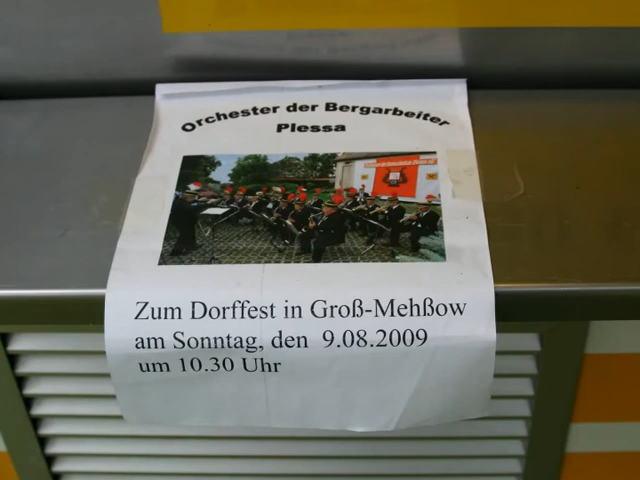 Orchester der Bergarbeiter
Plessa
Zum Dorffest in Groß-Mehßow
am Sonntag, den 9.08.2009
um 10.30 Uhr